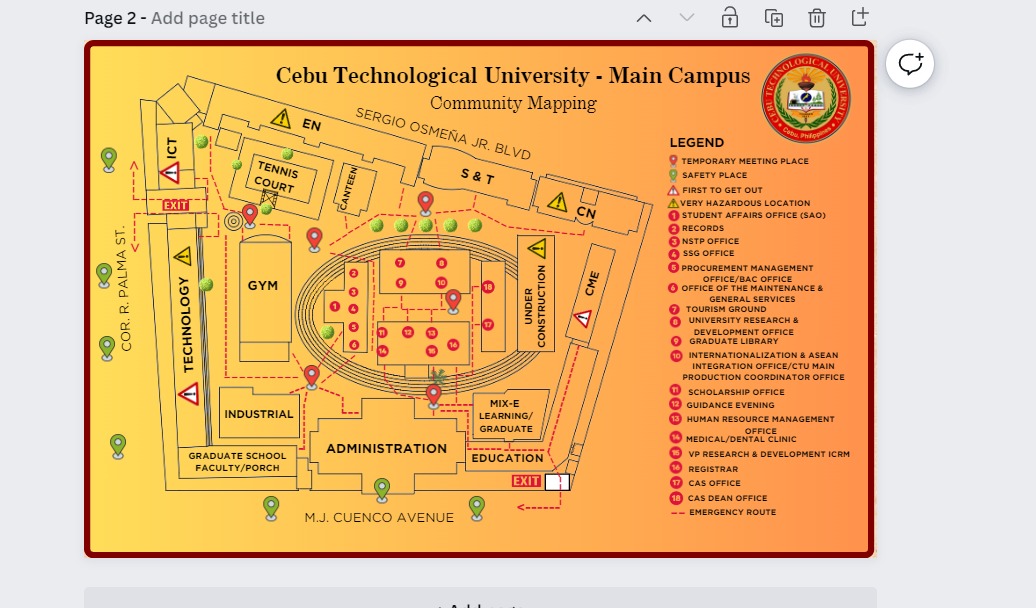 Page 2 - Add page title
Cebu Technological University - Main Campus
Community Mapping
CEBU TECHNOLOGICAL UNIVERSITY
Cebu, Philippines
SERGIO OSMEÑA JR. BLVD
EN
ICT
TENNIS
COURT
CANTEEN
S & T
CN
EXIT
COR. R. PALMA ST.
TECHNOLOGY
GYM
UNDER
CONSTRUCTION
CME
1
2
3
4
5
6
7
8
9
10
11
12
13
14
15
16
17
18
INDUSTRIAL
MIX-E
LEARNING/
GRADUATE
ADMINISTRATION
GRADUATE SCHOOL
FACULTY/PORCH
EDUCATION
EXIT
M.J. CUENCO AVENUE
LEGEND
TEMPORARY MEETING PLACE
SAFETY PLACE
FIRST TO GET OUT
VERY HAZARDOUS LOCATION
1 STUDENT AFFAIRS OFFICE (SAO)
2 RECORDS
3 NSTP OFFICE
4 SSG OFFICE
5 PROCUREMENT MANAGEMENT
OFFICE/BAC OFFICE
6 OFFICE OF THE MAINTENANCE &
GENERAL SERVICES
7 TOURISM GROUND
8 UNIVERSITY RESEARCH &
DEVELOPMENT OFFICE
9 GRADUATE LIBRARY
10 INTERNATIONALIZATION & ASEAN
INTEGRATION OFFICE/CTU MAIN
PRODUCTION COORDINATOR OFFICE
11 SCHOLARSHIP OFFICE
12 GUIDANCE EVENING
13 HUMAN RESOURCE MANAGEMENT
OFFICE
14 MEDICAL/DENTAL CLINIC
15 VP RESEARCH & DEVELOPMENT ICRM
16 REGISTRAR
17 CAS OFFICE
18 CAS DEAN OFFICE
EMERGENCY ROUTE